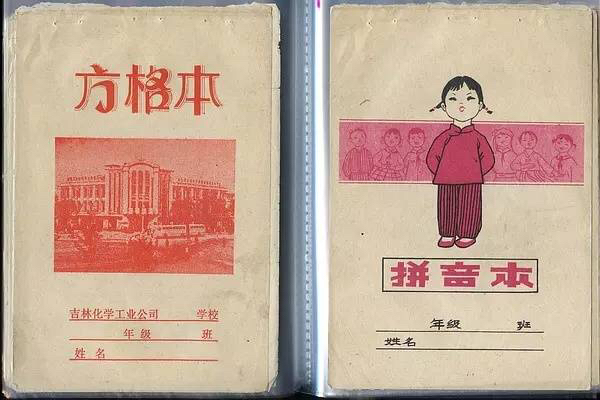 方格本
吉林化学工业公司 学校
年级 班
姓名
拼音本
年级 班
姓名